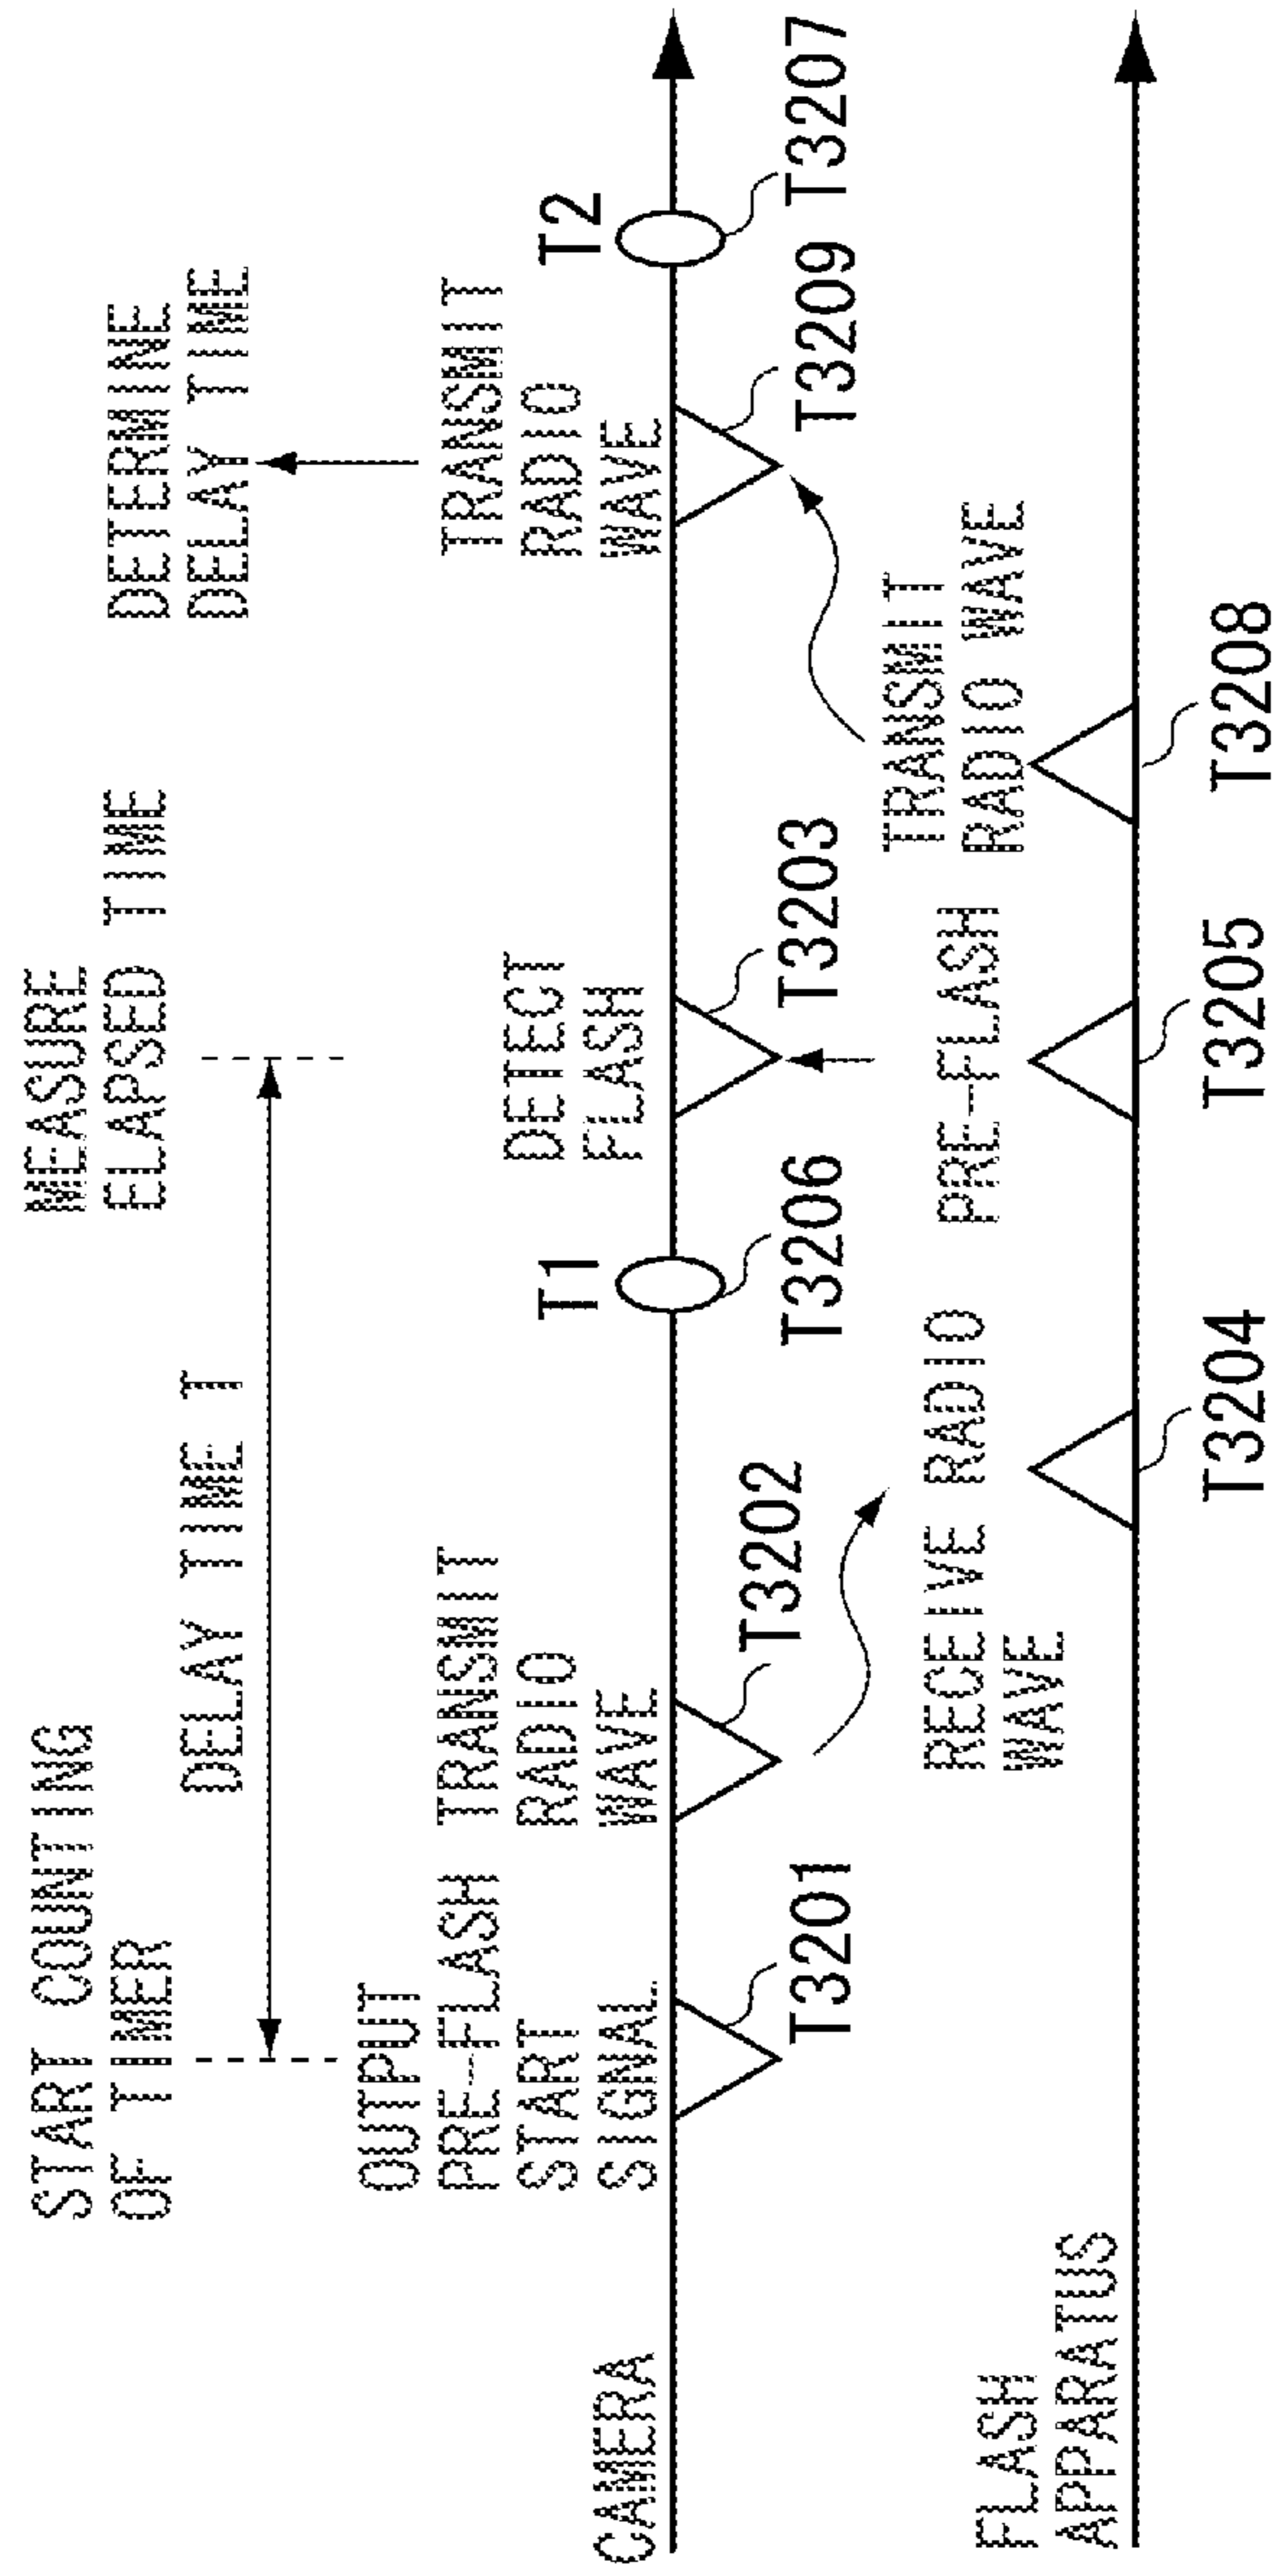 START COUNTING
OF TIMER
MEASURE
ELAPSED TIME
DELAY TIME T
DETERMINE
DELAY TIME
OUTPUT
PRE-FLASH
START
SIGNAL
TRANSMIT
RADIO
WAVE
T1
DETECT
FLASH
TRANSMIT
RADIO
WAVE
T2
CAMERA
T3201
T3202
T3206
T3203
T3209
T3207
RECEIVE RADIO
WAVE
PRE-FLASH
TRANSMIT
RADIO WAVE
FLASH
APPARATUS
T3204
T3205
T3208